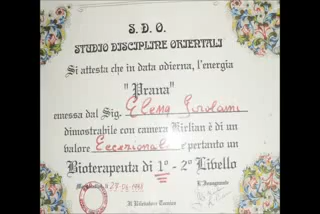 S. D. O.
STUDIO DISCIPLINE ORIENTALI
Si attesta che in data odierna, l'energia
"Prana"
emessa dal Sig. Elena Girolami
dimostrabile con camera Kirlian è di un
valore Eccezionale e pertanto un
Bioterapeuta di 1° - 2° Livello
L'Insegnante
Il Rilevatore Tecnico